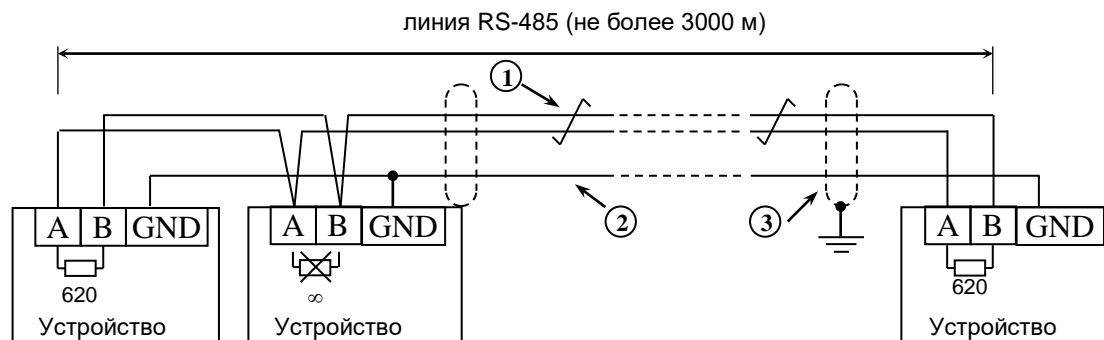 линия RS-485 (не более 3000 м)
1
2
3
A B GND
A B GND
A B GND
620
∞
620
Устройство
Устройство
Устройство